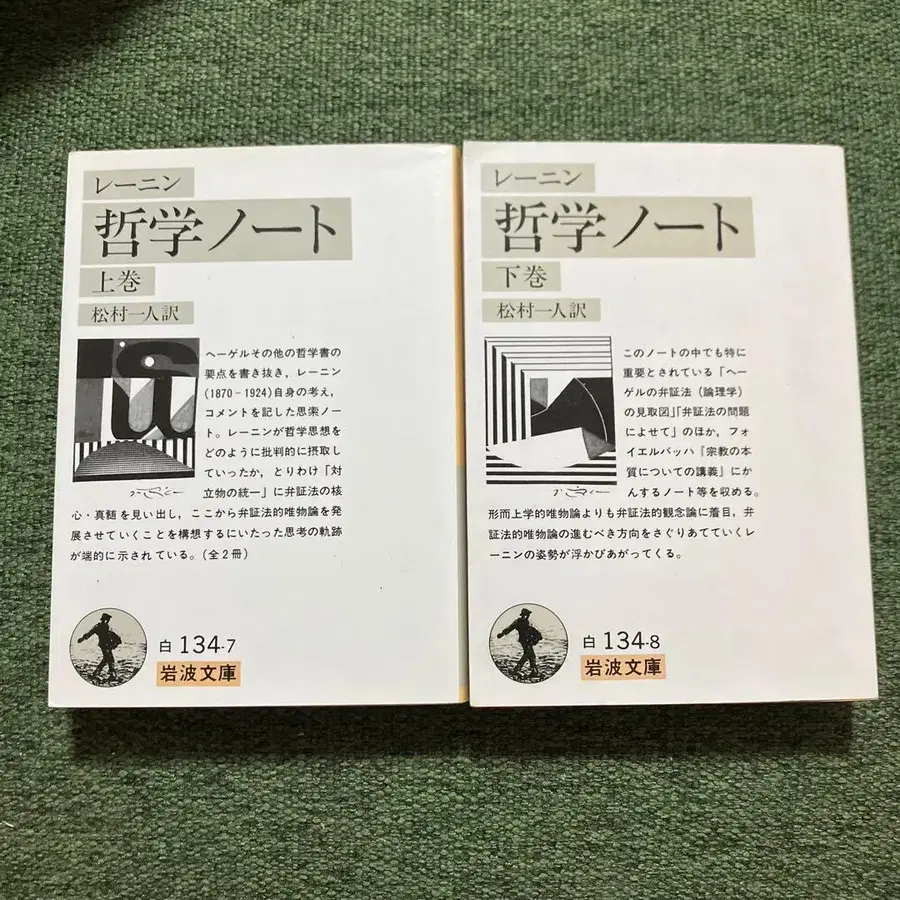 レーニン
哲学ノート
上巻
松村一人訳
ヘーゲルその他の哲学書の
要点を書き抜き，レーニン
(1870－1924)自身の考え，
コメントを記した思索ノー
ト。レーニンが哲学思想を
どのように批判的に摂取し
ていったか，とりわけ「対
立物の統一」に弁証法の核
心・真髄を見い出し，ここから弁証法的唯物論を発
展させていくことを構想するにいたった思考の軌跡
が端的に示されている。(全2冊)
白 134-7
岩波文庫
レーニン
哲学ノート
下巻
松村一人訳
このノートの中でも特に
重要とされている「ヘー
ゲルの弁証法（論理学）
の見取図」「弁証法の問題
によせて」のほか，フォ
イエルバッハ『宗教の本
質についての講義』にか
んするノート等を収める。
形而上学的唯物論よりも弁証法的観念論に着目，弁
証法的唯物論の進むべき方向をさぐりあてていくレ
ーニンの姿勢が浮かびあがってくる。
白 134-8
岩波文庫